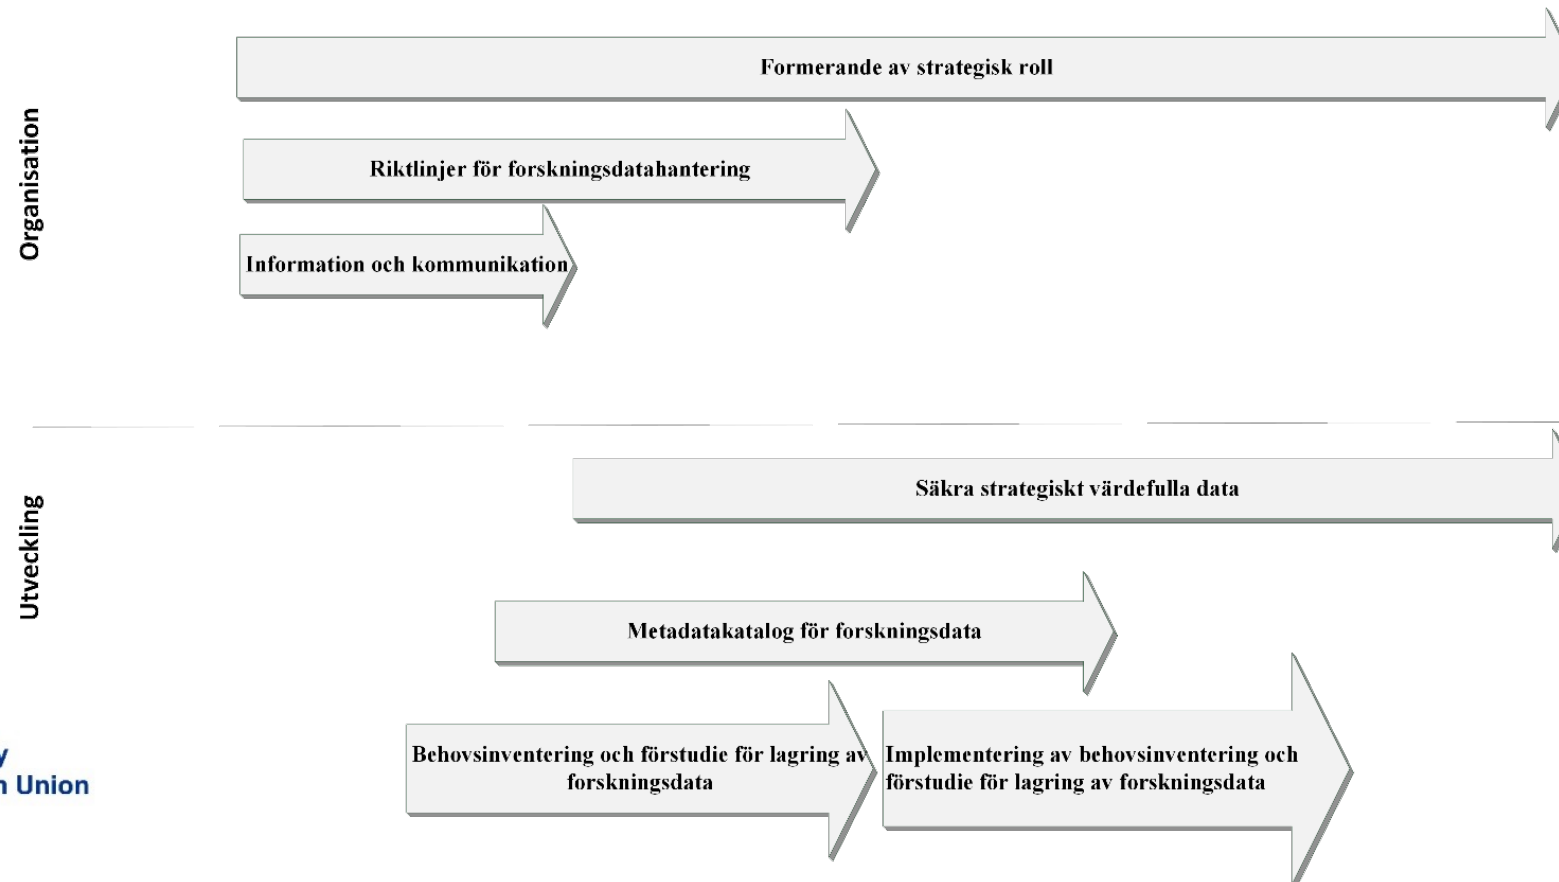 Organisation
Formerande av strategisk roll
Riktlinjer för forskningsdatahantering
Information och kommunikation
Utveckling
Säkra strategiskt värdefulla data
Metadatakatalog för forskningsdata
Behovsinventering och förstudie för lagring av
forskningsdata
Implementering av behovsinventering och
förstudie för lagring av forskningsdata
Union